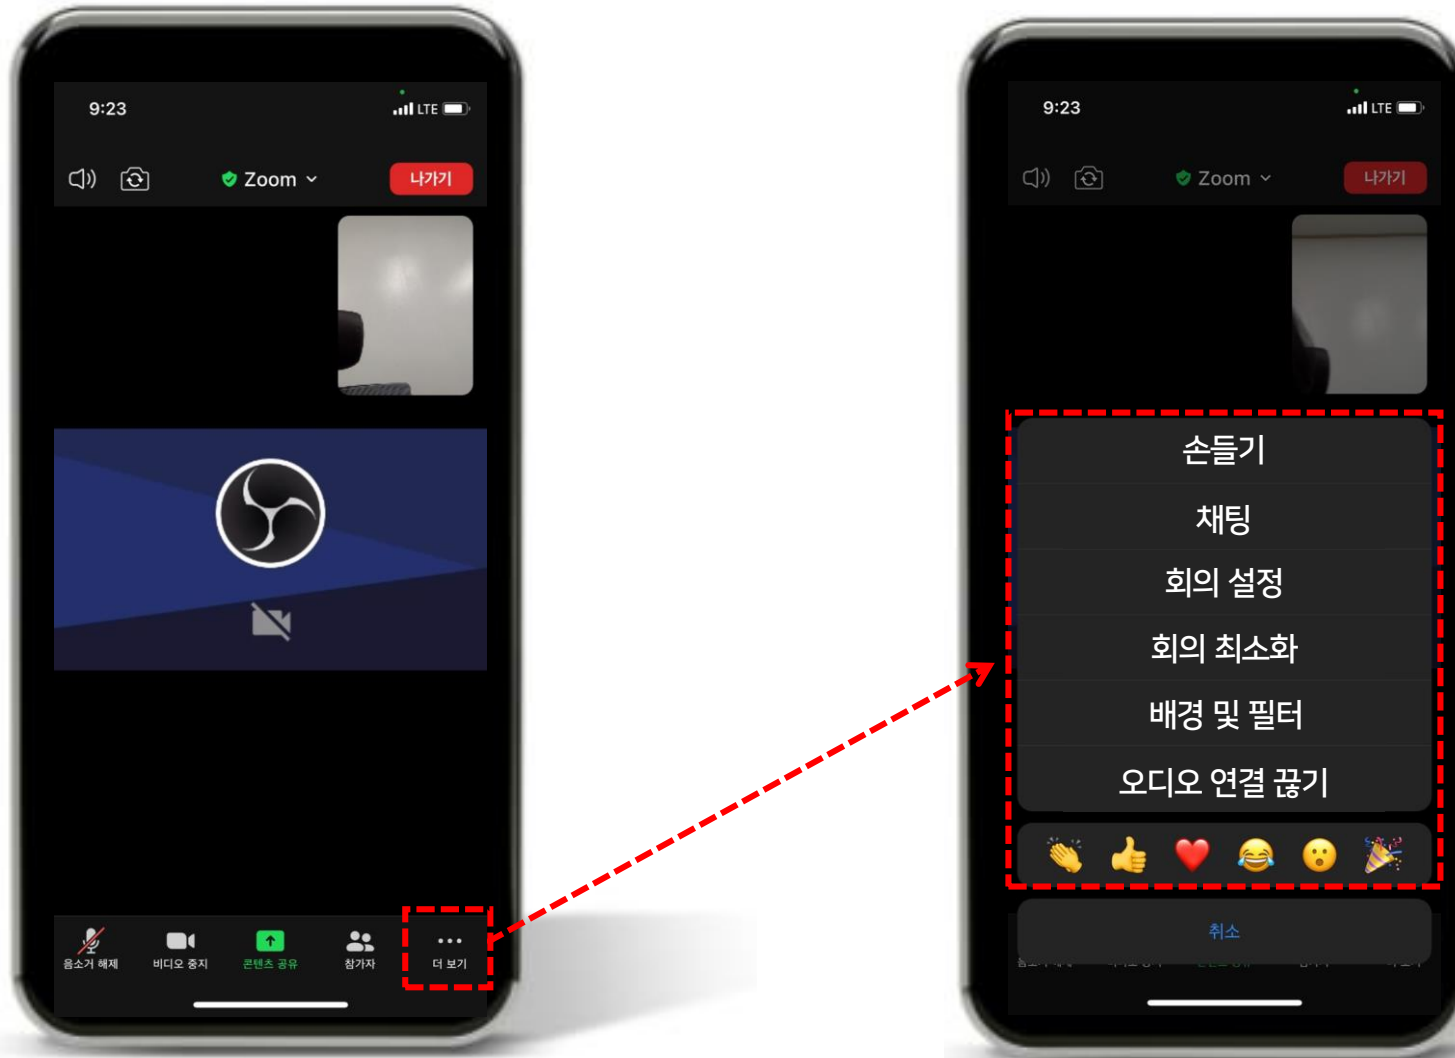 9:23
LTE
Zoom
나가기
음소거 해제
비디오 중지
콘텐츠 공유
참가자
더 보기
9:23
LTE
Zoom
나가기
손들기
채팅
회의 설정
회의 최소화
배경 및 필터
오디오 연결 끊기
취소